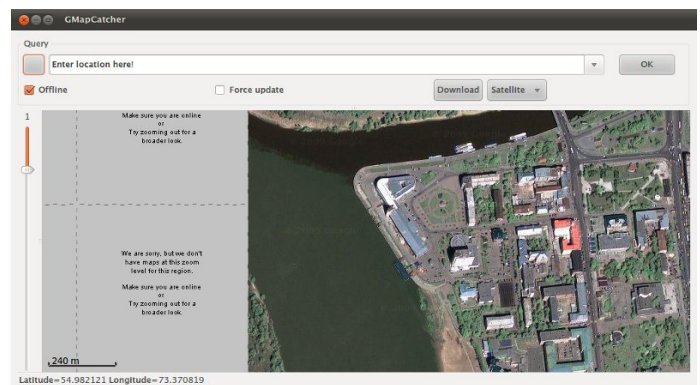 GMapCatcher
Query
Enter location here!
OK
Offline
Force update
Download
Satellite
1
Make sure you are online
or
Try zooming out for a
broader look.
We are sorry, but we don't
have maps at this zoom
level for this region.
Make sure you are online
or
Try zooming out for a
broader look.
240 m
Latitude=54.982121 Longitude=73.370819